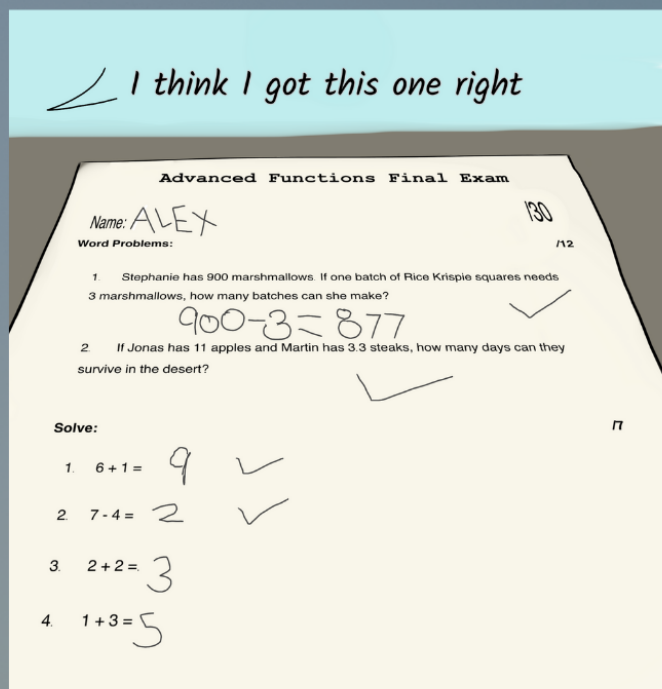 I think I got this one right
Advanced Functions Final Exam
Name: ALEX
/30
Word Problems:
/12
1. Stephanie has 900 marshmallows. If one batch of Rice Krispie squares needs
3 marshmallows, how many batches can she make?
900-3=877
2. If Jonas has 11 apples and Martin has 3.3 steaks, how many days can they
survive in the desert?
Solve:
/7
1. 6 + 1 = 9
2. 7 - 4 = 2
3. 2 + 2 = 3
4. 1 + 3 = 5